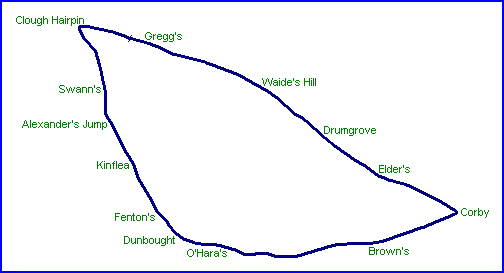 Clough Hairpin
Gregg's
Waide's Hill
Swann's
Alexander's Jump
Drumgrove
Kinflea
Elder's
Corby
Fenton's
Dunbought
O'Hara's
Brown's